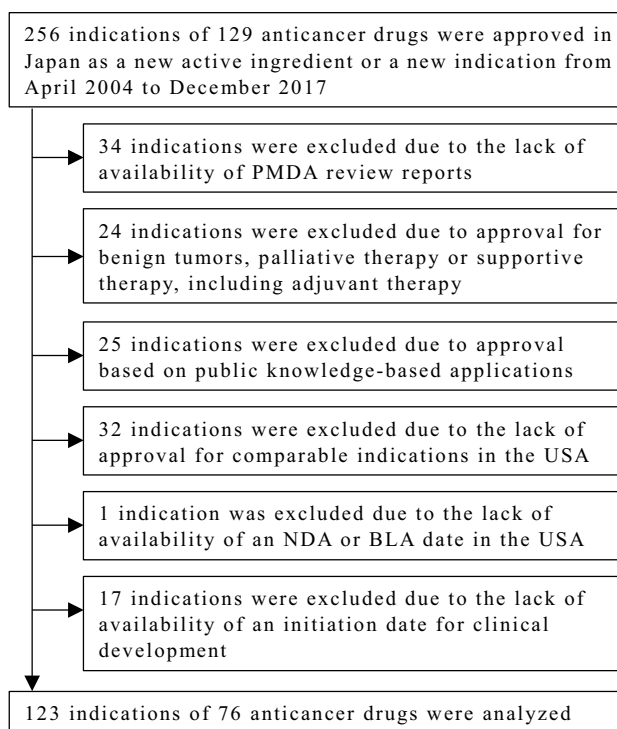 256 indications of 129 anticancer drugs were approved in
Japan as a new active ingredient or a new indication from
April 2004 to December 2017
34 indications were excluded due to the lack of
availability of PMDA review reports
24 indications were excluded due to approval for
benign tumors, palliative therapy or supportive
therapy, including adjuvant therapy
25 indications were excluded due to approval
based on public knowledge-based applications
32 indications were excluded due to the lack of
approval for comparable indications in the USA
1 indication was excluded due to the lack of
availability of an NDA or BLA date in the USA
17 indications were excluded due to the lack of
availability of an initiation date for clinical
development
123 indications of 76 anticancer drugs were analyzed